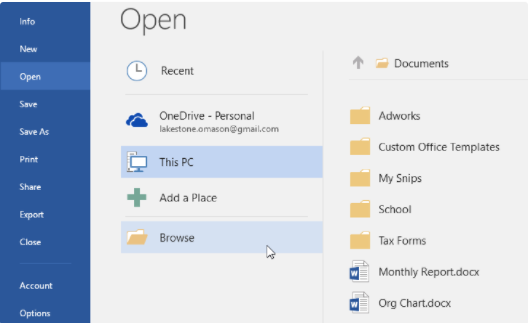 Info
New
Open
Save
Save As
Print
Share
Export
Close
Account
Options
Open
Recent
OneDrive - Personal
lakestone.omason@gmail.com
This PC
Add a Place
Browse
Documents
Adworks
Custom Office Templates
My Snips
School
Tax Forms
Monthly Report.docx
Org Chart.docx